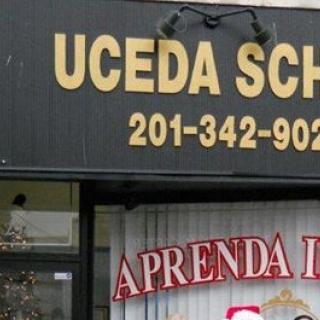 UCEDA SCH
201-342-902
APRENDA I